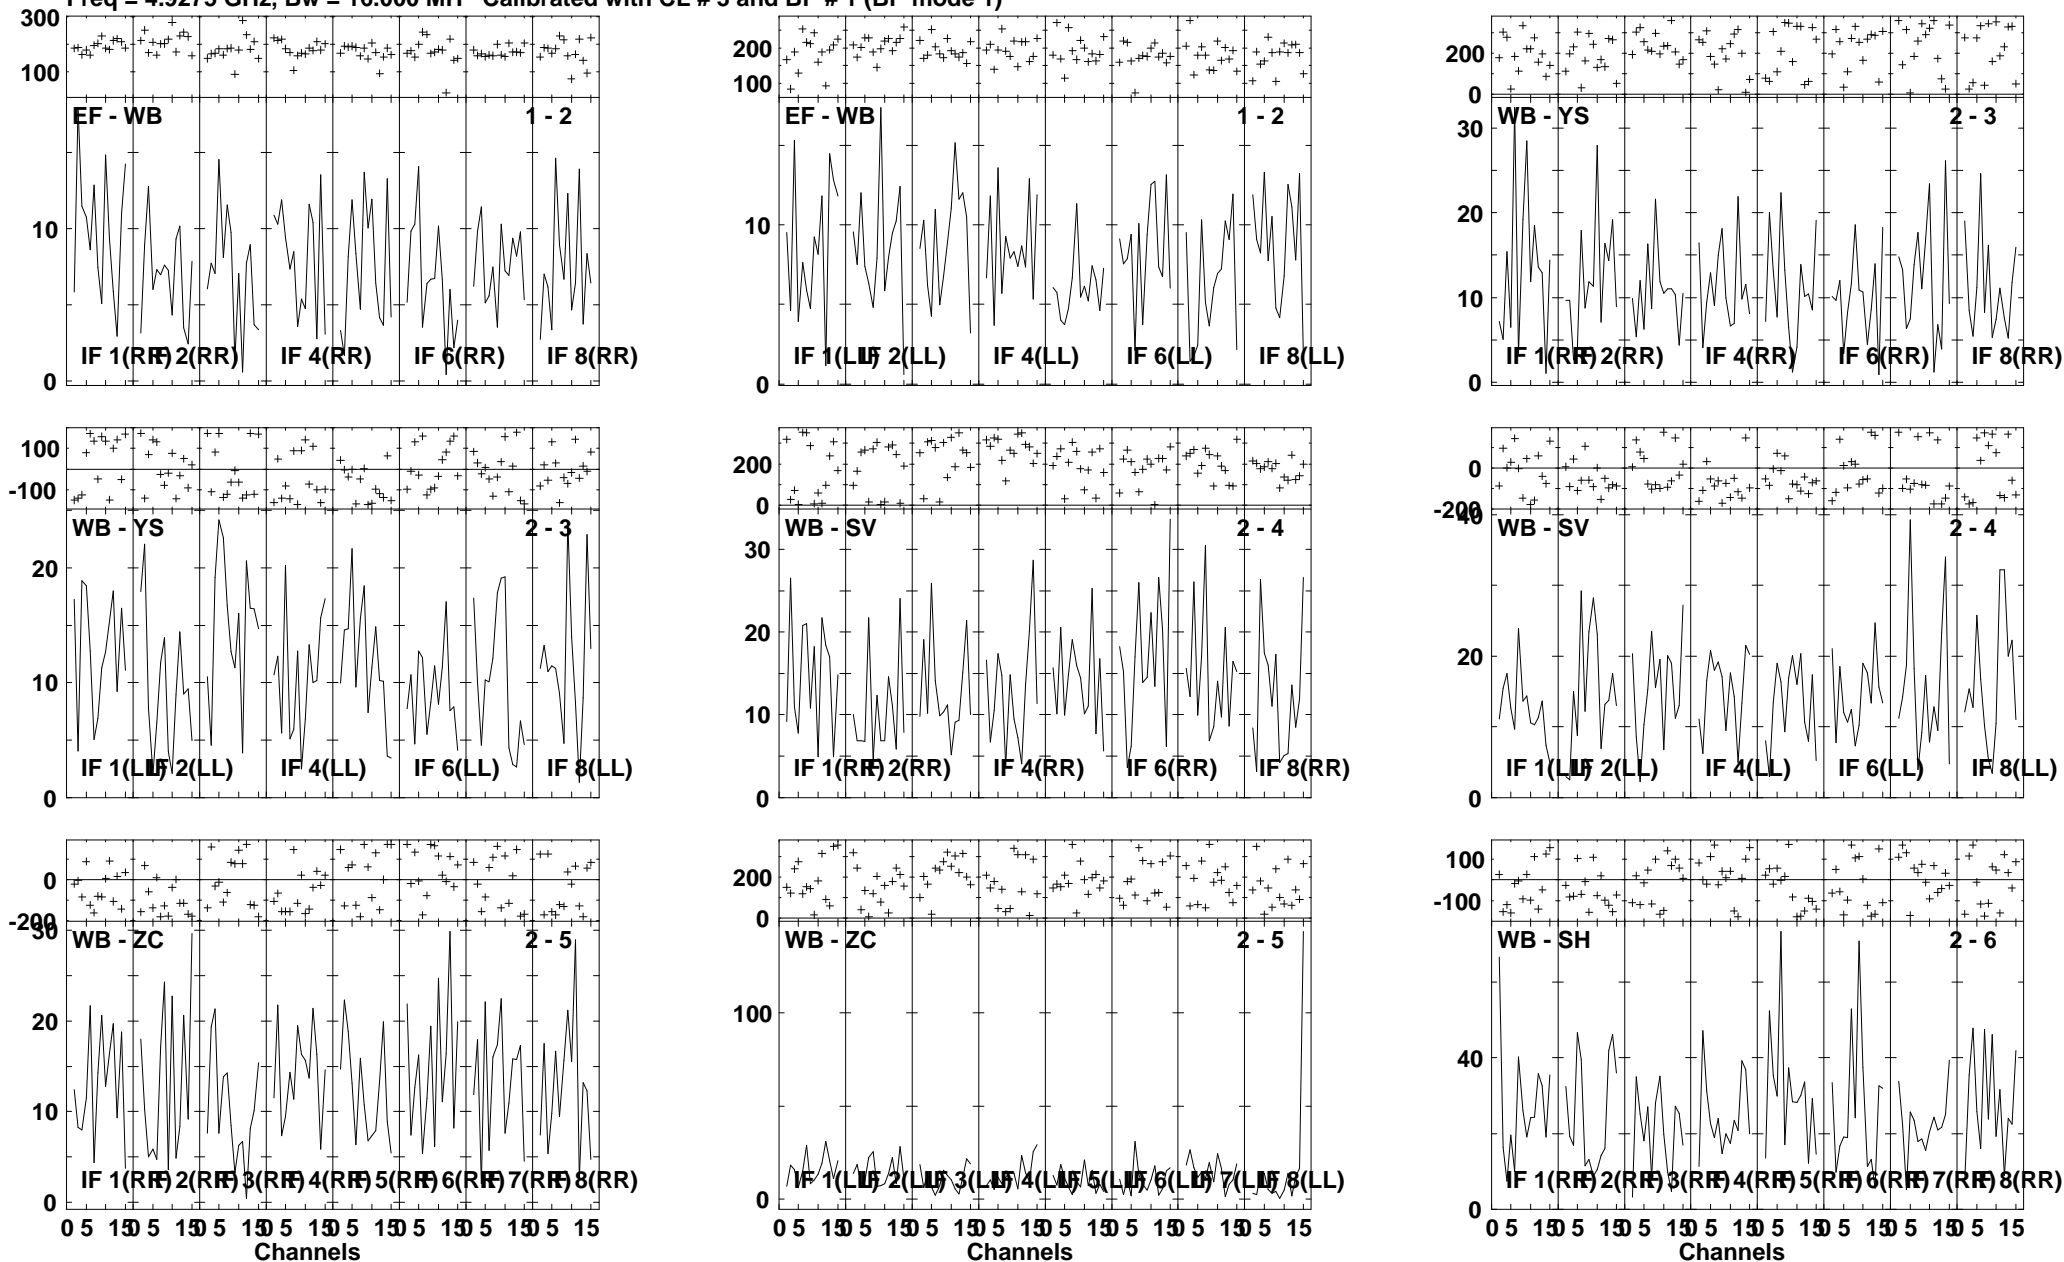 Freq = 4.9275 GHz, Bw = 16.000 MH Calibrated with CL # 3 and BP # 1 (BP mode 1)
300
100
EF - WB 1 - 2
10
0
IF 1(RR) IF 2(RR) IF 4(RR) IF 6(RR) IF 8(RR)
200
100
EF - WB 1 - 2
10
0
IF 1(LL) IF 2(LL) IF 4(LL) IF 6(LL) IF 8(LL)
200
0
WB - YS 2 - 3
30
20
10
0
IF 1(RR) IF 2(RR) IF 4(RR) IF 6(RR) IF 8(RR)
100
-100
WB - YS 2 - 3
20
10
0
IF 1(LL) IF 2(LL) IF 4(LL) IF 6(LL) IF 8(LL)
200
0
WB - SV 2 - 4
30
20
10
0
IF 1(RR) IF 2(RR) IF 4(RR) IF 6(RR) IF 8(RR)
0
-200
40
WB - SV 2 - 4
20
0
IF 1(LL) IF 2(LL) IF 4(LL) IF 6(LL) IF 8(LL)
0
-200
30
WB - ZC 2 - 5
20
10
0
IF 1(RR) IF 2(RR) IF 3(RR) IF 4(RR) IF 5(RR) IF 6(RR) IF 7(RR) IF 8(RR)
0 5 15 0 5 15 0 5 15 0 5 15 0 5 15 0 5 15 0 5 15 0 5 15
Channels
200
0
WB - ZC 2 - 5
100
0
IF 1(LL) IF 2(LL) IF 3(LL) IF 4(LL) IF 5(LL) IF 6(LL) IF 7(LL) IF 8(LL)
0 5 15 0 5 15 0 5 15 0 5 15 0 5 15 0 5 15 0 5 15 0 5 15
Channels
100
-100
WB - SH 2 - 6
40
0
IF 1(RR) IF 2(RR) IF 3(RR) IF 4(RR) IF 5(RR) IF 6(RR) IF 7(RR) IF 8(RR)
0 5 15 0 5 15 0 5 15 0 5 15 0 5 15 0 5 15 0 5 15 0 5 15
Channels